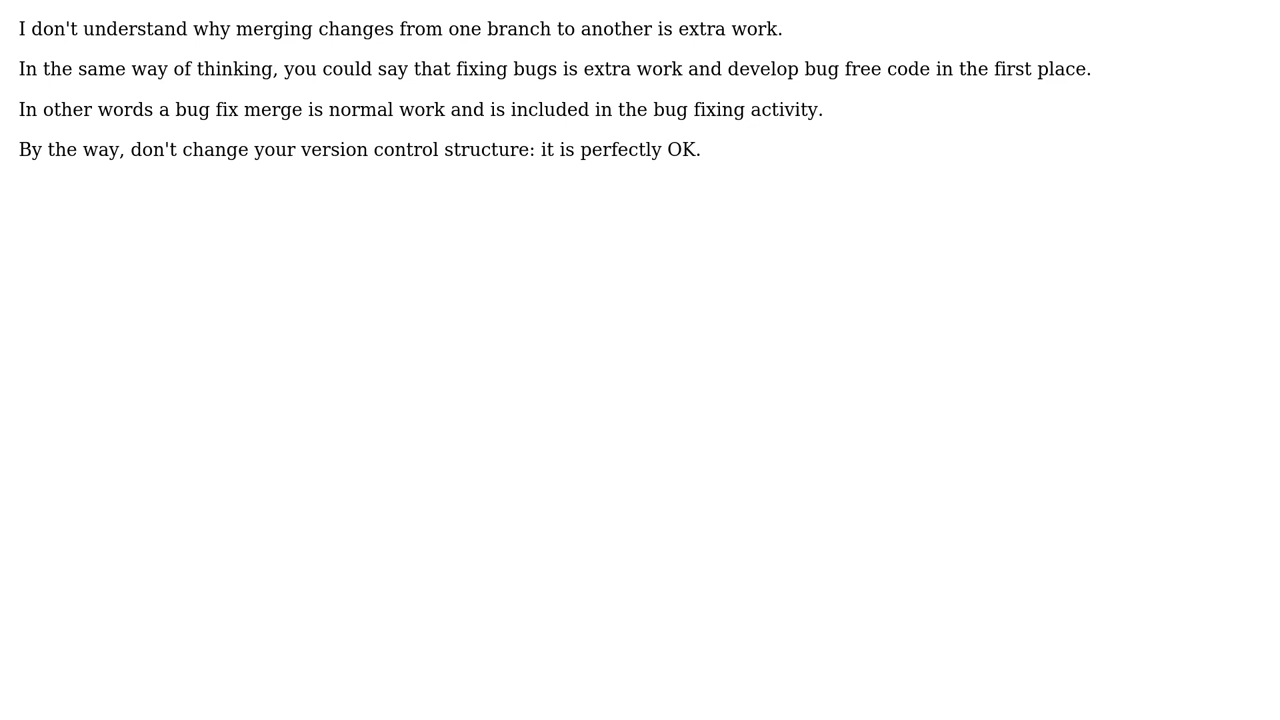 I don't understand why merging changes from one branch to another is extra work.
In the same way of thinking, you could say that fixing bugs is extra work and develop bug free code in the first place.
In other words a bug fix merge is normal work and is included in the bug fixing activity.
By the way, don't change your version control structure: it is perfectly OK.